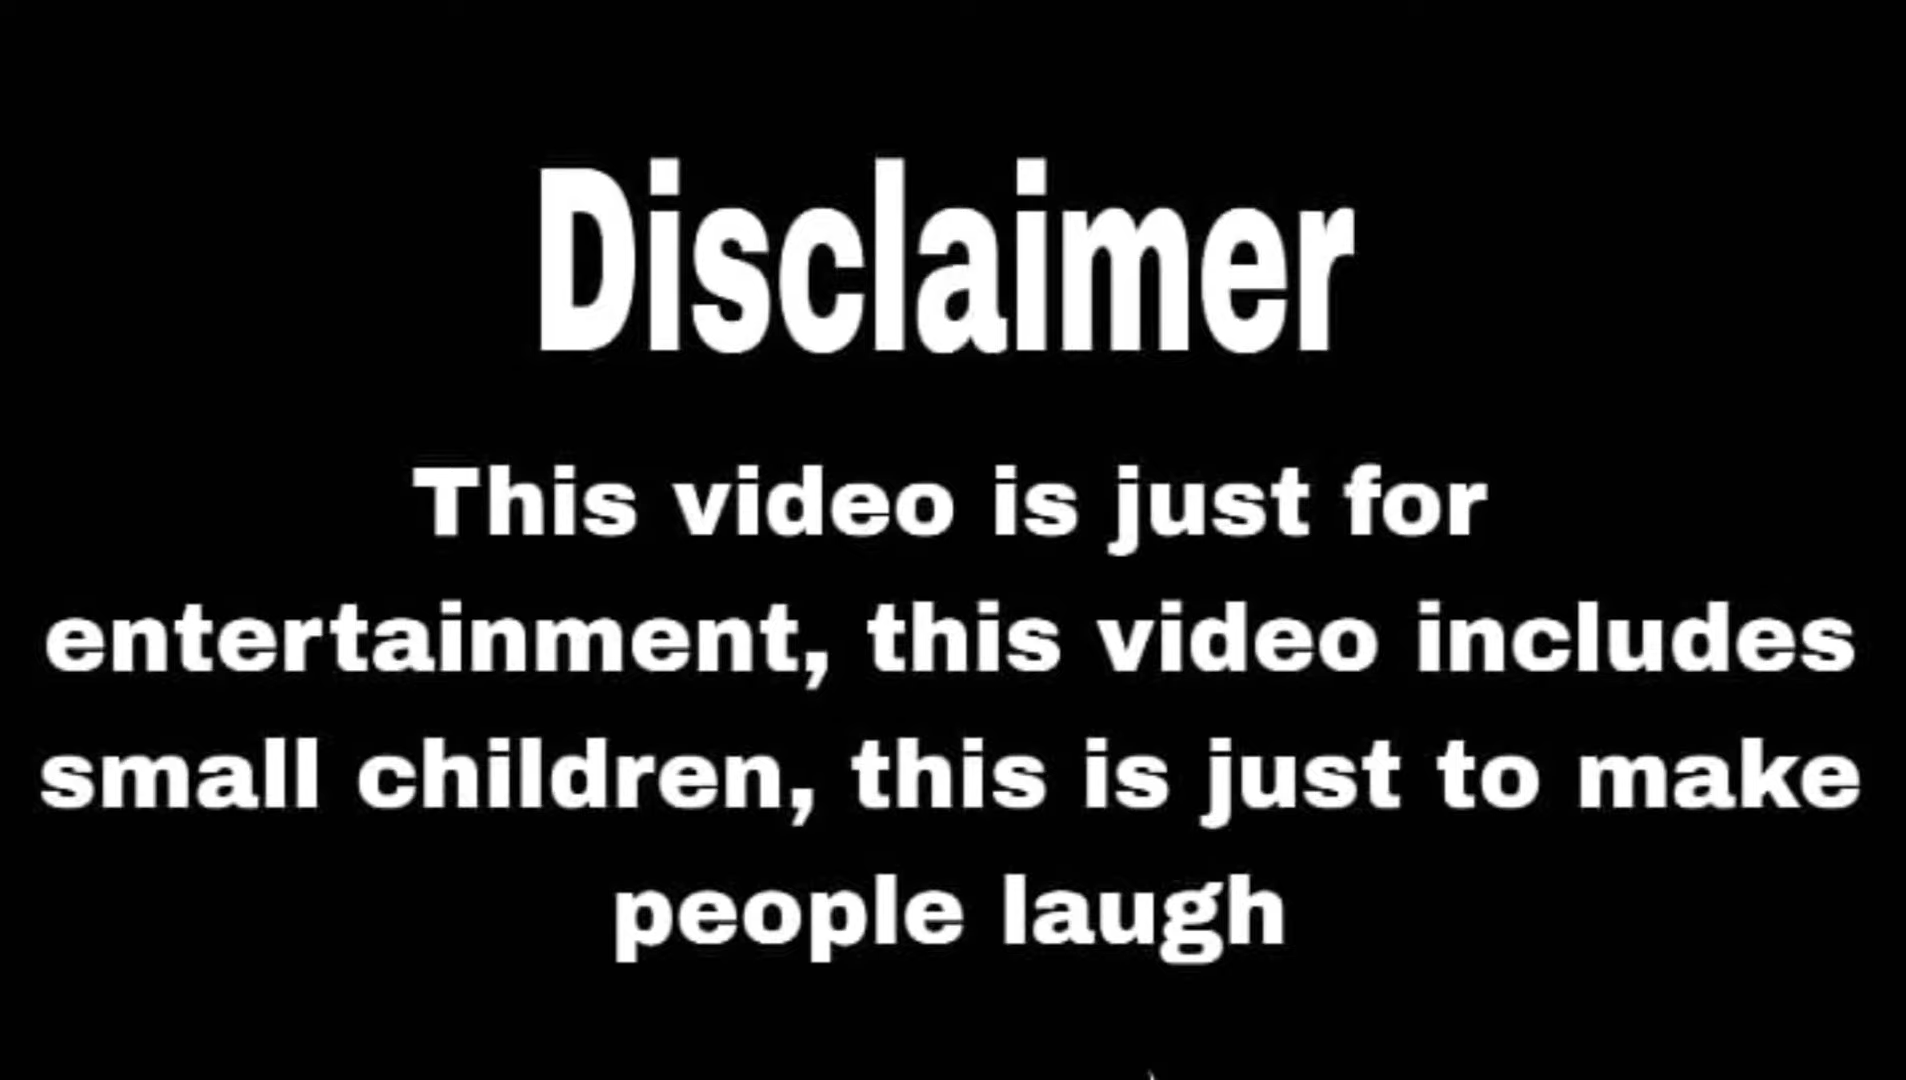 Disclaimer
This video is just for
entertainment, this video includes
small children, this is just to make
people laugh